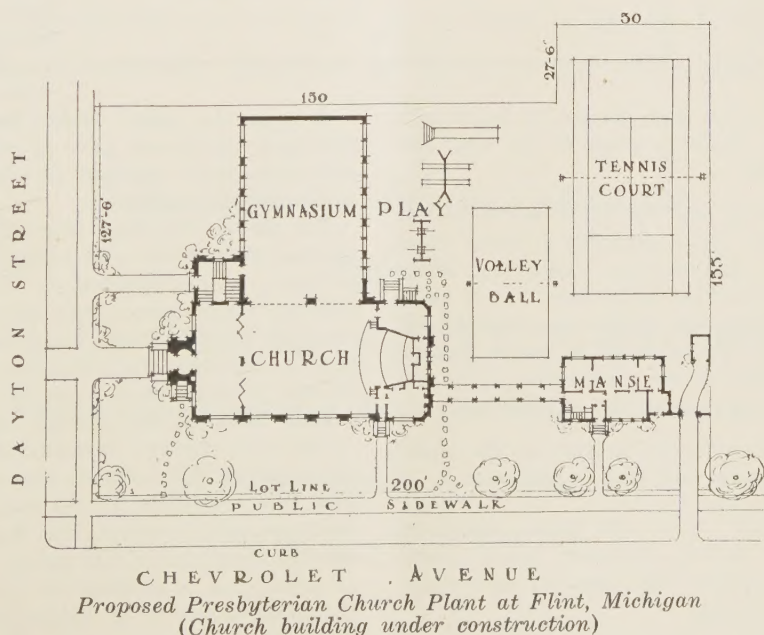 50
27-6'
150
TENNIS
COURT
DAYTON STREET
127-6'
GYMNASIUM
PLAY
155'
VOLLEY
BALL
CHURCH
MANSE
LOT LINE 200'
PUBLIC SIDEWALK
CURB
CHEVROLET AVENUE
Proposed Presbyterian Church Plant at Flint, Michigan
(Church building under construction)